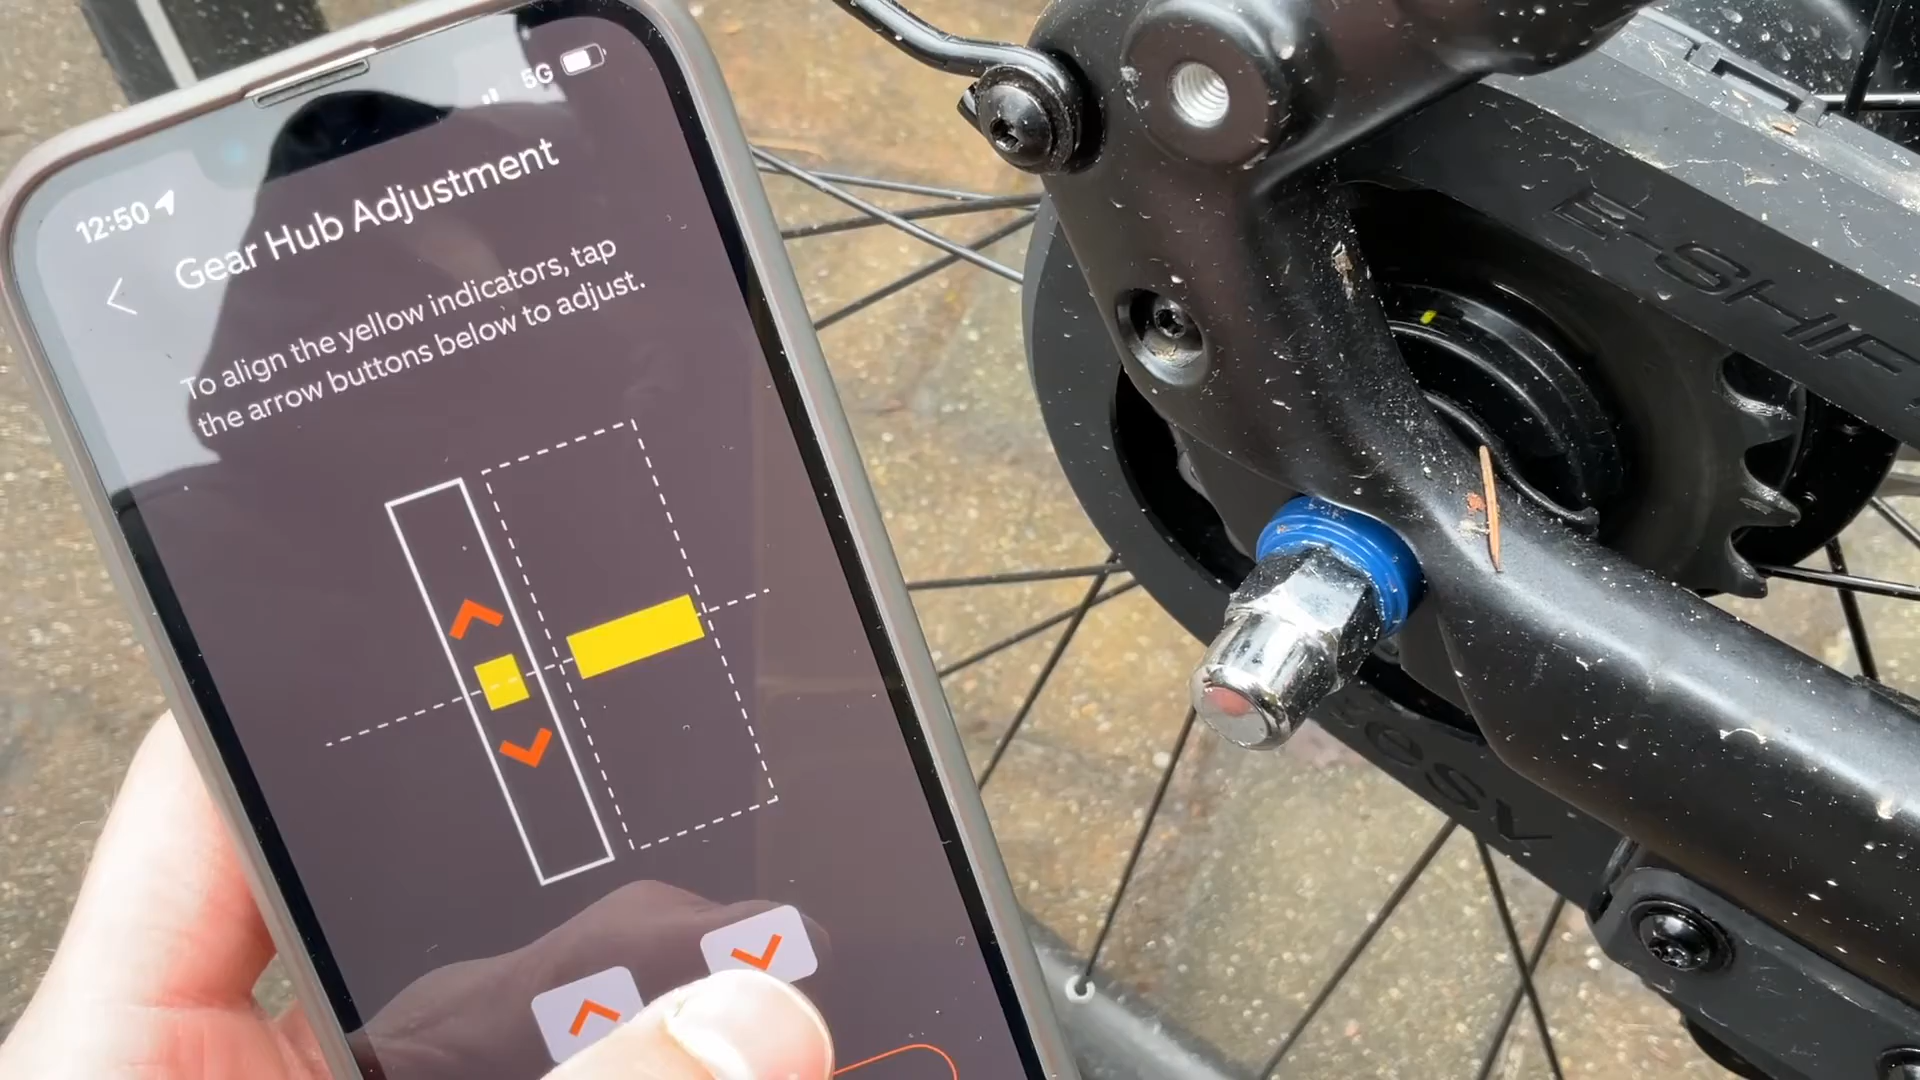 12:50
5G
Gear Hub Adjustment
To align the yellow indicators, tap
the arrow buttons below to adjust.
E-SHIF
esy